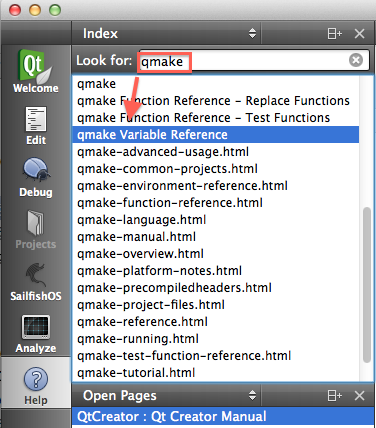 Index
Look for: qmake
Qt
Welcome
Edit
Debug
Projects
SailfishOS
Analyze
Help
qmake
qmake Function Reference - Replace Functions
qmake Function Reference - Test Functions
qmake Variable Reference
qmake-advanced-usage.html
qmake-common-projects.html
qmake-environment-reference.html
qmake-function-reference.html
qmake-language.html
qmake-manual.html
qmake-overview.html
qmake-platform-notes.html
qmake-precompiledheaders.html
qmake-project-files.html
qmake-reference.html
qmake-running.html
qmake-test-function-reference.html
qmake-tutorial.html
Open Pages
QtCreator : Qt Creator Manual